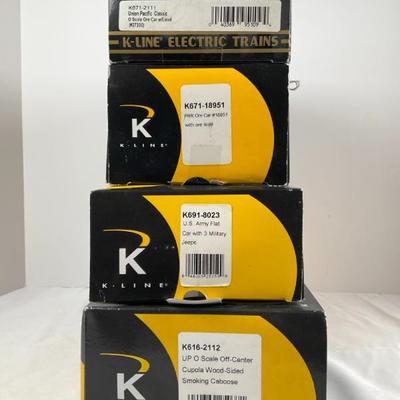 K671-2111
Union Pacific Classic
O Scale Ore Car w/Load
K-LINE ELECTRIC TRAINS
K671-18951
PRR Ore Car #18951
with ore load
K
K-LINE
K691-8023
U.S. Army Flat
Car with 3 Military
Jeeps
K
K-LINE
K616-2112
UP O Scale Off-Center
Cupola Wood-Sided
Smoking Caboose
K